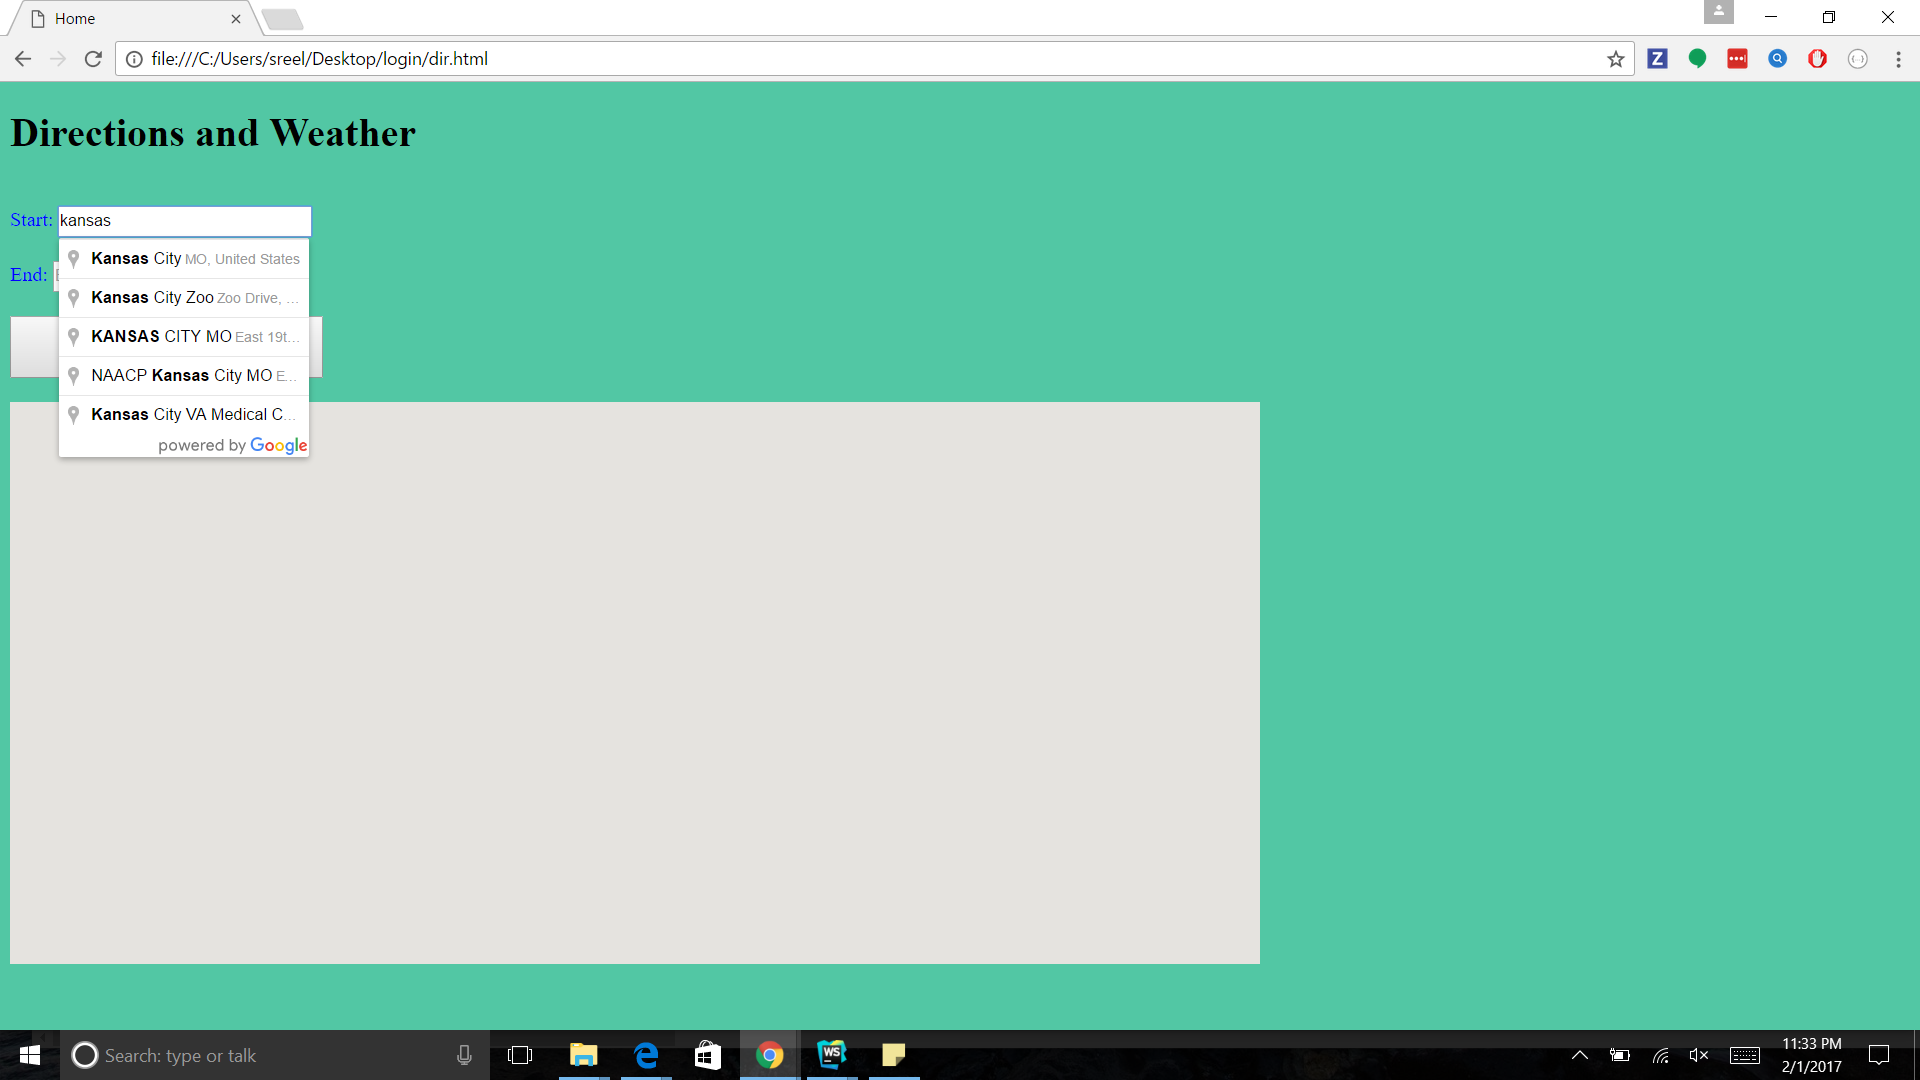 Home
file:///C:/Users/sreel/Desktop/login/dir.html
Z
Directions and Weather
Start: kansas
Kansas City MO, United States
End:
Kansas City Zoo Zoo Drive, ...
KANSAS CITY MO East 19t...
NAACP Kansas City MO E...
Kansas City VA Medical C...
powered by Google
Search: type or talk
WS
11:33 PM
2/1/2017